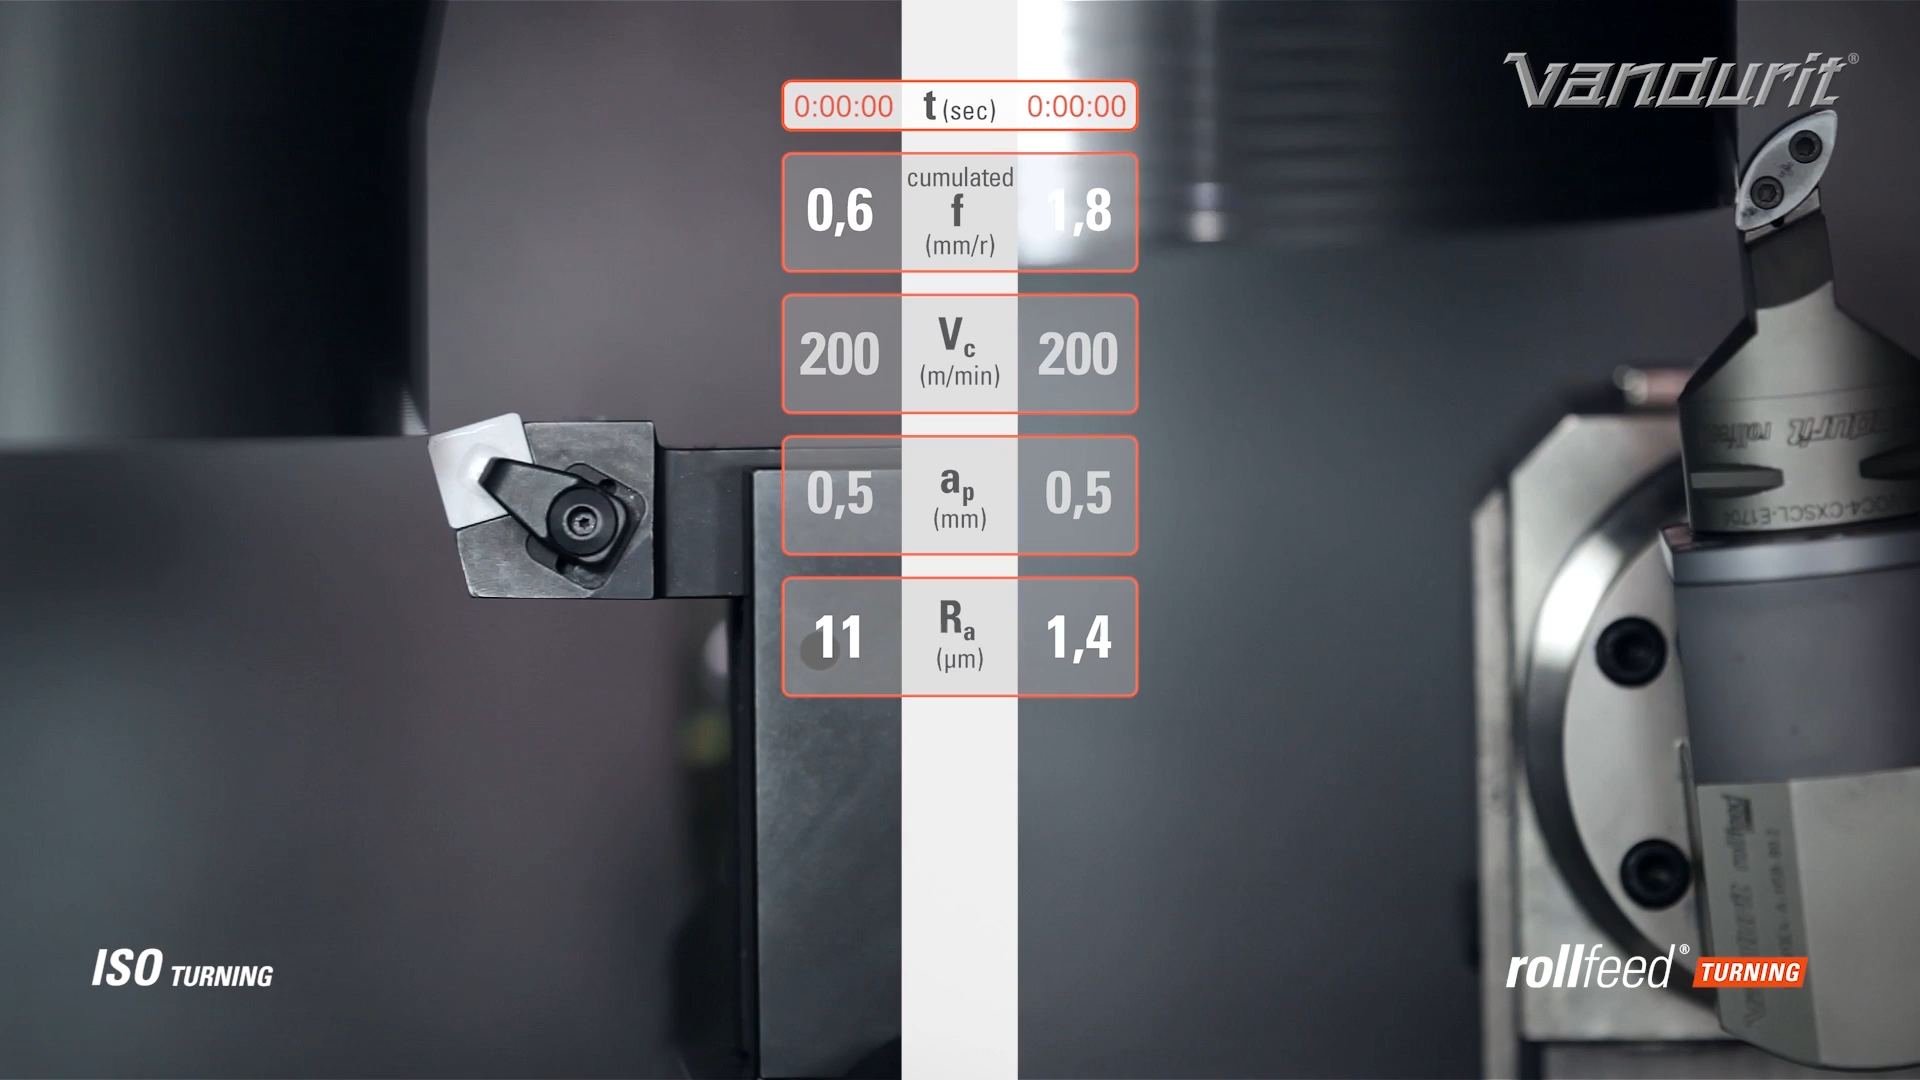 Vandurit®
0:00:00 t (sec) 0:00:00
cumulated
0,6 f 1,8
(mm/r)
200 Vc 200
(m/min)
0,5 ap 0,5
(mm)
11 Ra 1,4
(µm)
ISO TURNING
rollfeed® TURNING